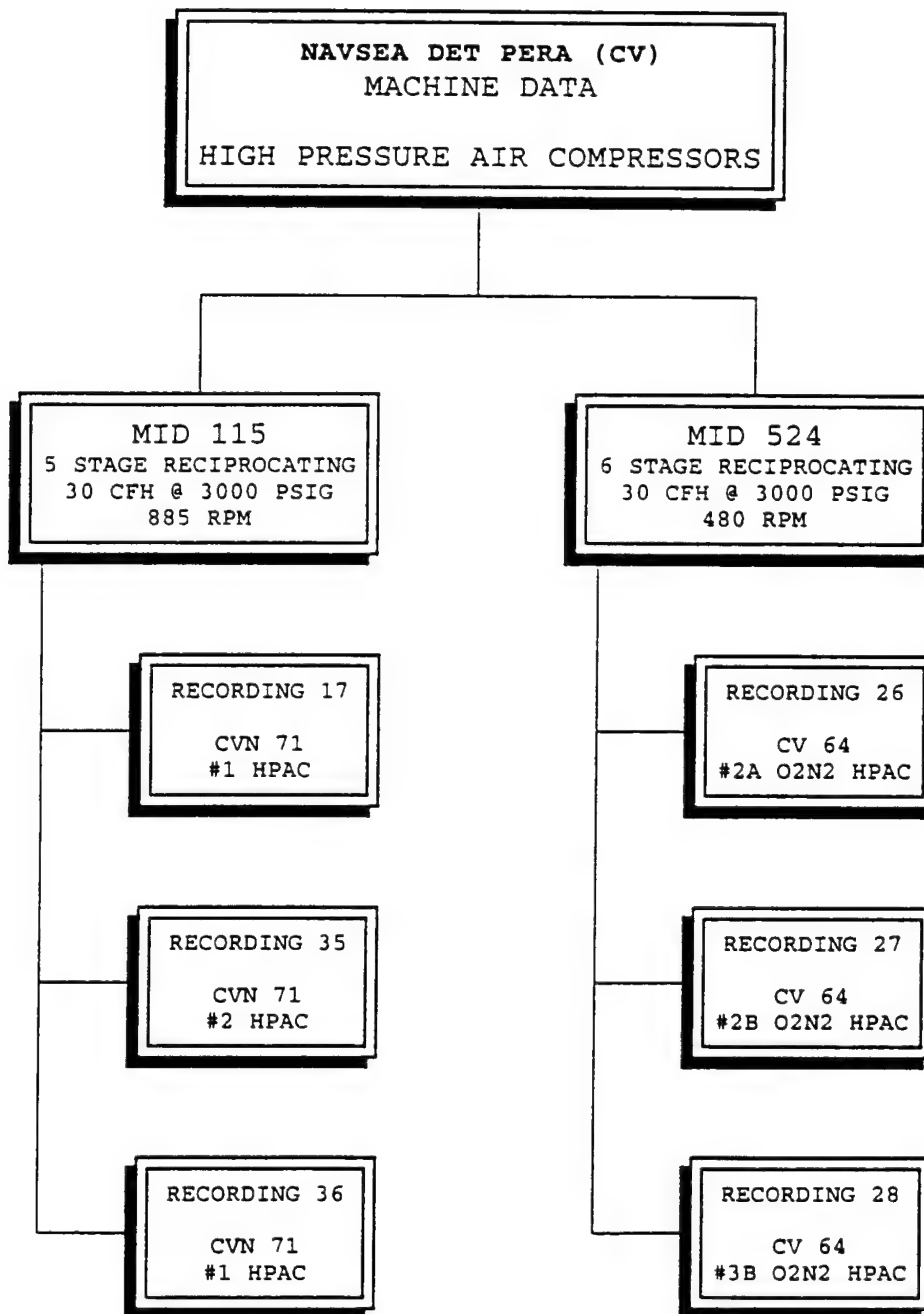 NAVSEA DET PERA (CV)
MACHINE DATA
HIGH PRESSURE AIR COMPRESSORS
MID 115
5 STAGE RECIPROCATING
30 CFH @ 3000 PSIG
885 RPM
RECORDING 17
CVN 71
#1 HPAC
RECORDING 35
CVN 71
#2 HPAC
RECORDING 36
CVN 71
#1 HPAC
MID 524
6 STAGE RECIPROCATING
30 CFH @ 3000 PSIG
480 RPM
RECORDING 26
CV 64
#2A O2N2 HPAC
RECORDING 27
CV 64
#2B O2N2 HPAC
RECORDING 28
CV 64
#3B O2N2 HPAC